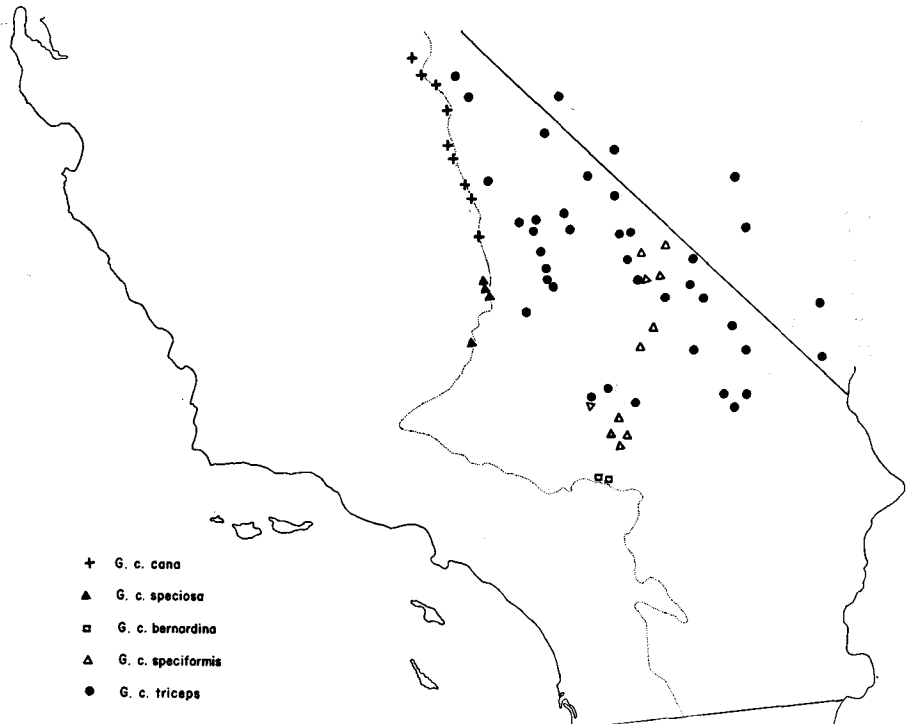 G. c. cana
G. c. speciosa
G. c. bernardina
G. c. speciformis
G. c. triceps